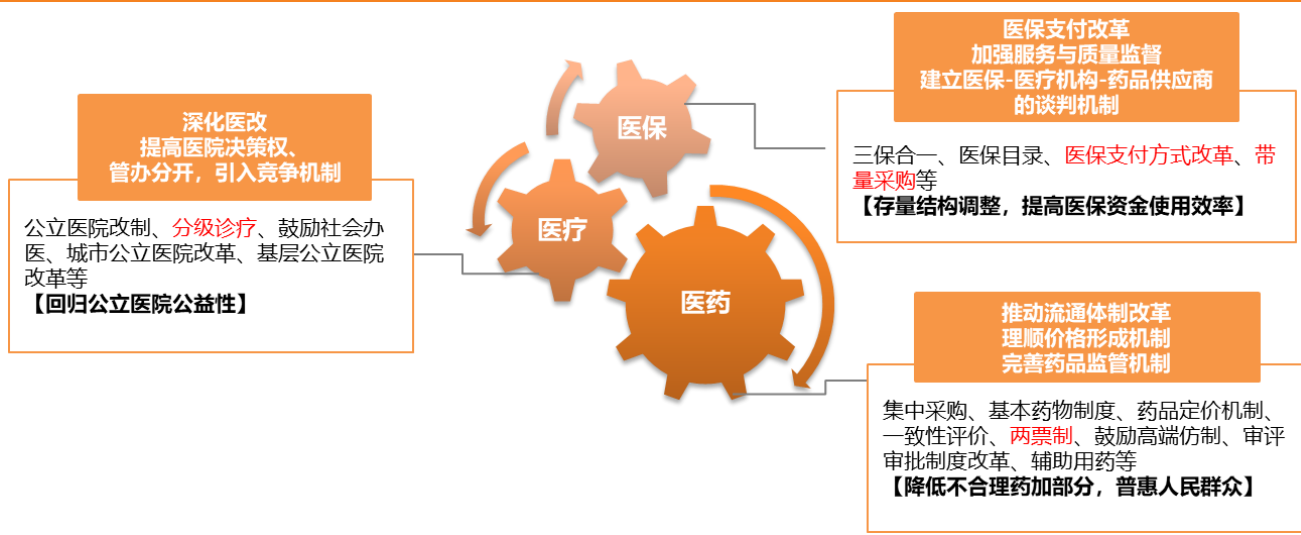 深化医改
提高医院决策权、
管办分开，引入竞争机制
公立医院改制、分级诊疗、鼓励社会办
医、城市公立医院改革、基层公立医院
改革等
【回归公立医院公益性】
医保
医疗
医药
医保支付改革
加强服务与质量监督
建立医保-医疗机构-药品供应商
的谈判机制
三保合一、医保目录、医保支付方式改革、带
量采购等
【存量结构调整，提高医保资金使用效率】
推动流通体制改革
理顺价格形成机制
完善药品监管机制
集中采购、基本药物制度、药品定价机制、
一致性评价、两票制、鼓励高端仿制、审评
审批制度改革、辅助用药等
【降低不合理药加部分，普惠人民群众】